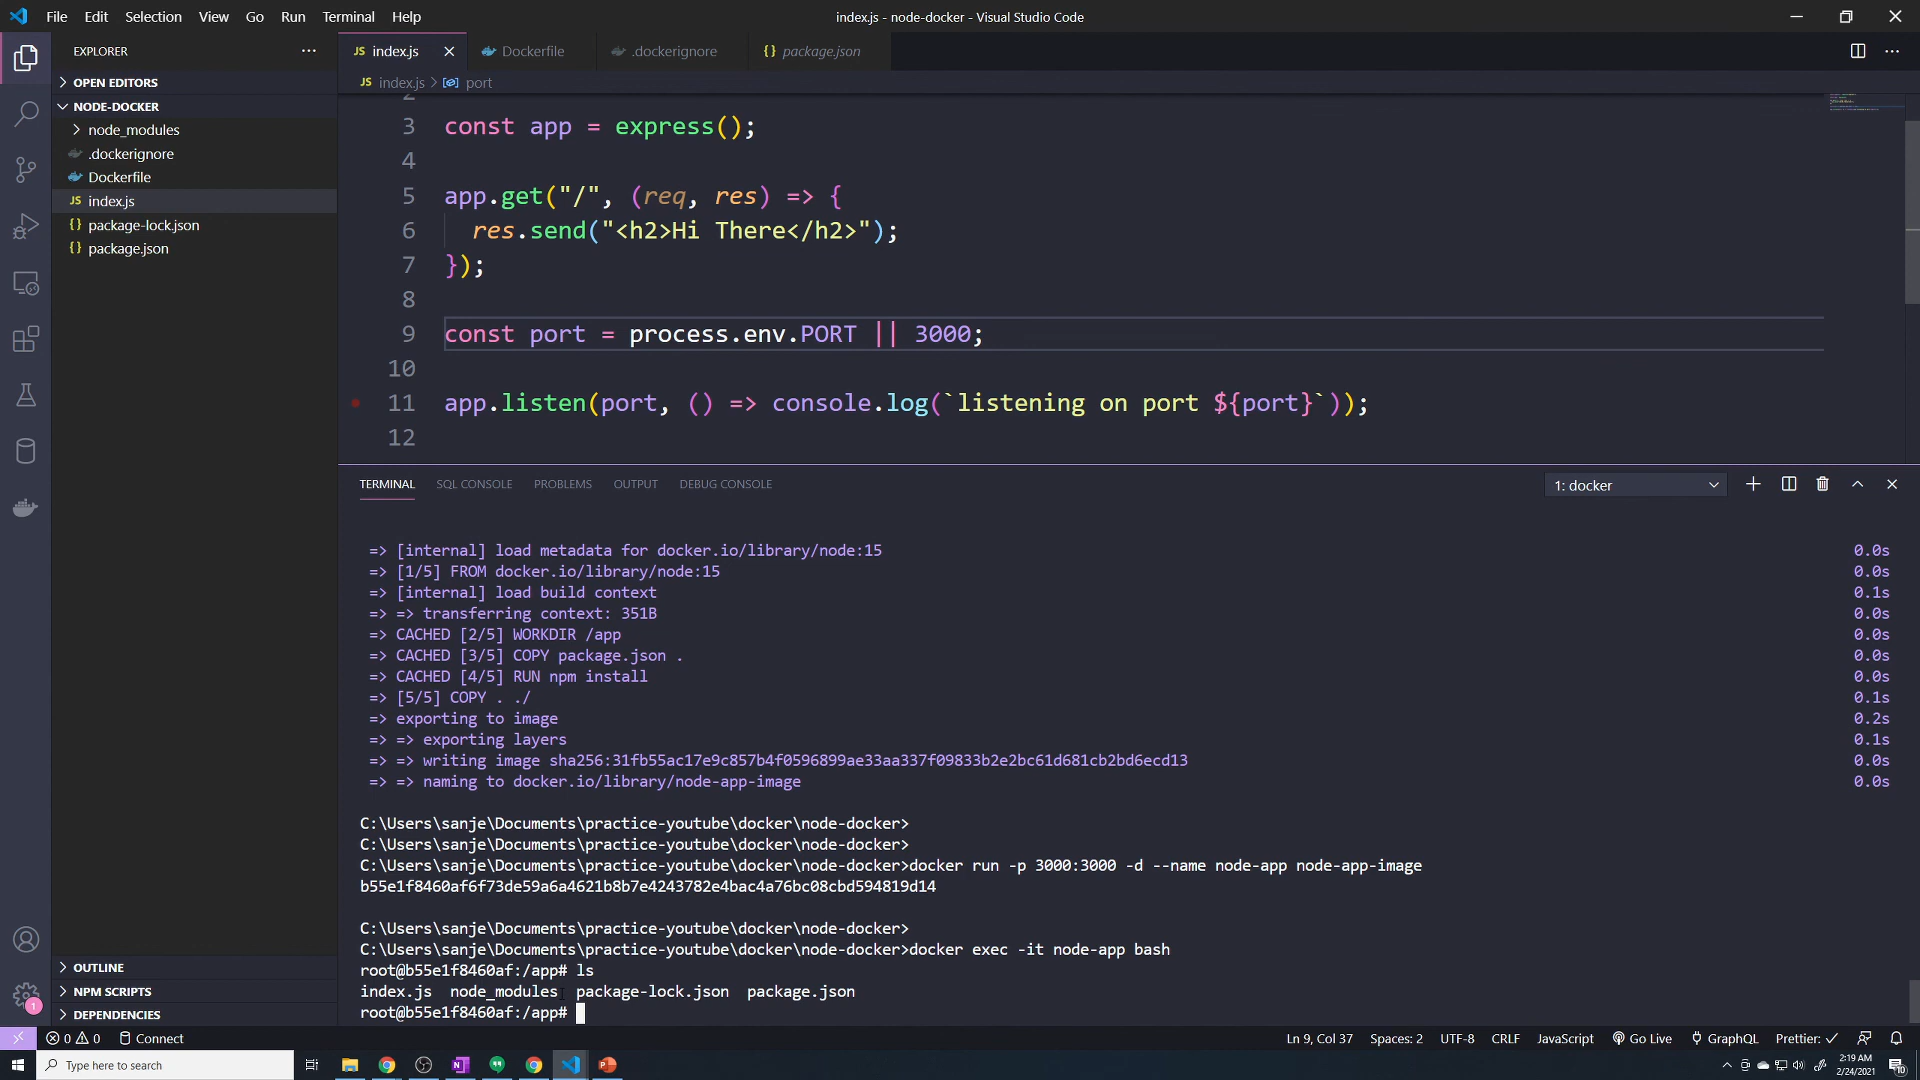 File Edit Selection View Go Run Terminal Help
index.js - node-docker - Visual Studio Code
EXPLORER
JS index.js Dockerfile .dockerignore {} package.json
OPEN EDITORS
JS index.js > port
NODE-DOCKER
node_modules
.dockerignore
Dockerfile
JS index.js
{} package-lock.json
{} package.json
2
3 const app = express();
4
5 app.get("/", (req, res) => {
6 res.send("<h2>Hi There</h2>");
7 });
8
9 const port = process.env.PORT || 3000;
10
11 app.listen(port, () => console.log(`listening on port ${port}`));
12
TERMINAL SQL CONSOLE PROBLEMS OUTPUT DEBUG CONSOLE 1: docker
=> [internal] load metadata for docker.io/library/node:15 0.0s
=> [1/5] FROM docker.io/library/node:15 0.0s
=> [internal] load build context 0.1s
=> => transferring context: 351B 0.0s
=> CACHED [2/5] WORKDIR /app 0.0s
=> CACHED [3/5] COPY package.json . 0.0s
=> CACHED [4/5] RUN npm install 0.0s
=> [5/5] COPY . ./ 0.1s
=> exporting to image 0.2s
=> => exporting layers 0.1s
=> => writing image sha256:31fb55ac17e9c857b4f0596899ae33aa337f09833b2e2bc61d681cb2bd6ecd13 0.0s
=> => naming to docker.io/library/node-app-image 0.0s
C:\Users\sanje\Documents\practice-youtube\docker\node-docker>
C:\Users\sanje\Documents\practice-youtube\docker\node-docker>
C:\Users\sanje\Documents\practice-youtube\docker\node-docker>docker run -p 3000:3000 -d --name node-app node-app-image
b55e1f8460af6f73de59a6a4621b8b7e4243782e4bac4a76bc08cbd594819d14
C:\Users\sanje\Documents\practice-youtube\docker\node-docker>
C:\Users\sanje\Documents\practice-youtube\docker\node-docker>docker exec -it node-app bash
root@b55e1f8460af:/app# ls
index.js node_modules package-lock.json package.json
root@b55e1f8460af:/app#
OUTLINE
NPM SCRIPTS
DEPENDENCIES
1
0 0 Connect Ln 9, Col 37 Spaces: 2 UTF-8 CRLF JavaScript Go Live GraphQL Prettier: ✓
Type here to search
2:19 AM
2/24/2021
10